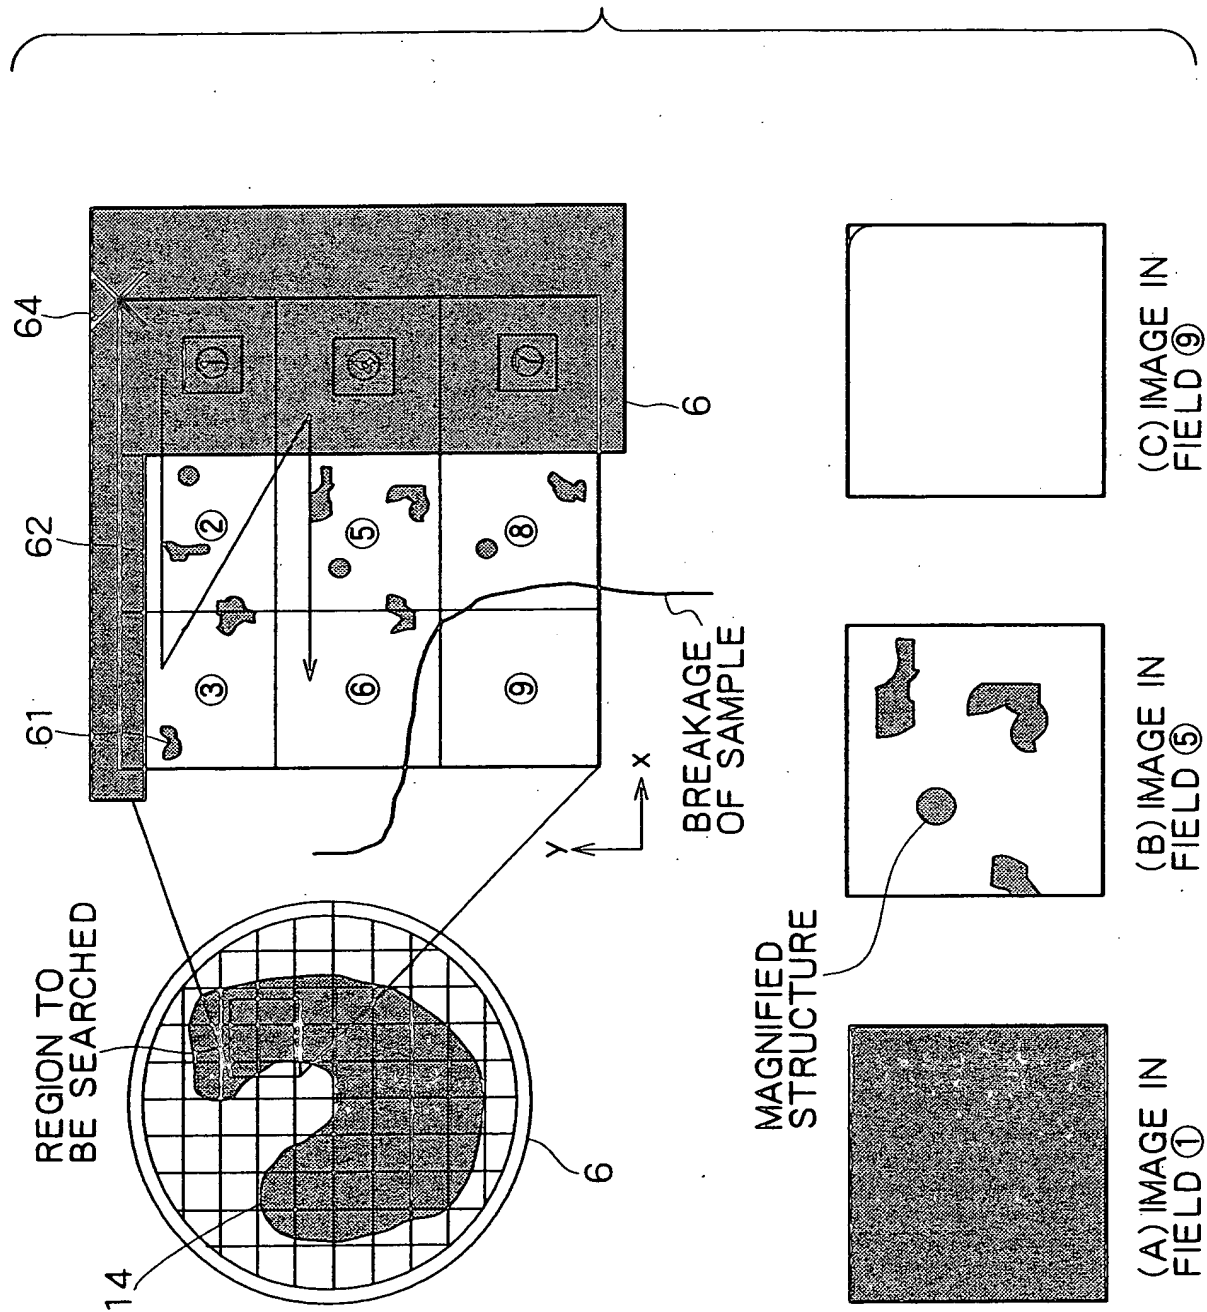 14
REGION TO
BE SEARCHED
61
62
64
③ ② ①
⑥ ⑤ ④
⑨ ⑧ ⑦
Y
X
6
6
BREAKAGE
OF SAMPLE
MAGNIFIED
STRUCTURE
(A) IMAGE IN
FIELD ①
(B) IMAGE IN
FIELD ⑤
(C) IMAGE IN
FIELD ⑨